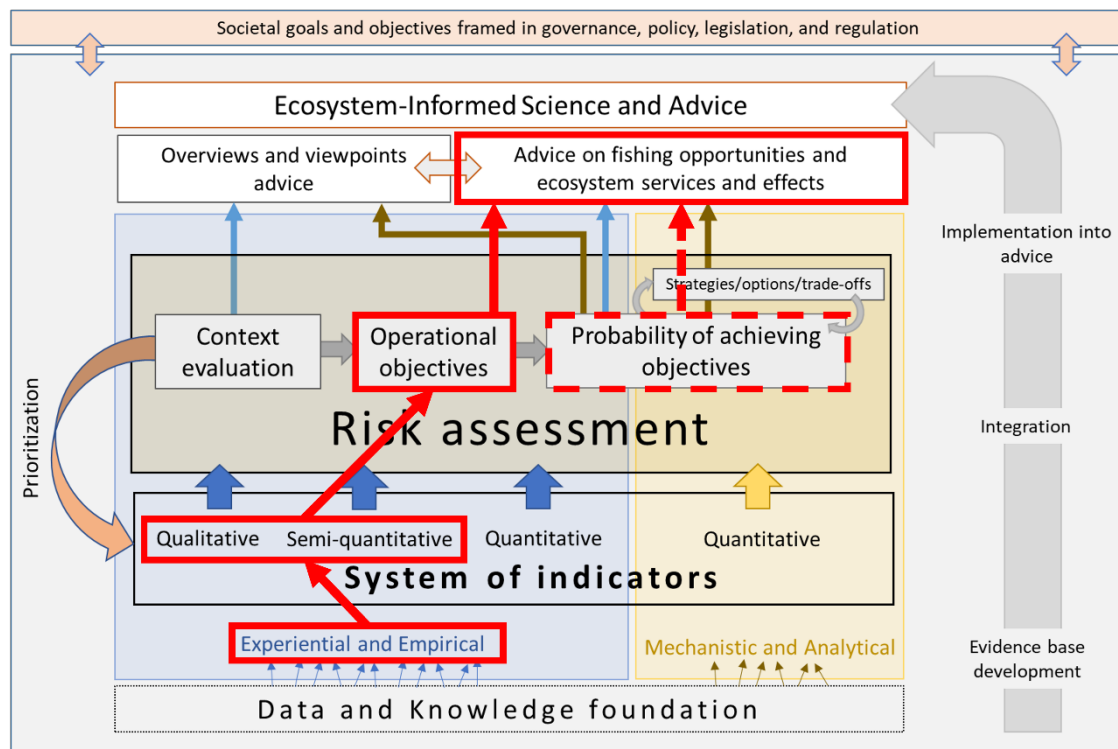 Societal goals and objectives framed in governance, policy, legislation, and regulation
Ecosystem-Informed Science and Advice
Overviews and viewpoints
advice
Advice on fishing opportunities and
ecosystem services and effects
Implementation into
advice
Strategies/options/trade-offs
Context
evaluation
Operational
objectives
Probability of achieving
objectives
Risk assessment
Prioritization
Integration
Qualitative
Semi-quantitative
Quantitative
Quantitative
System of indicators
Experiential and Empirical
Mechanistic and Analytical
Evidence base
development
Data and Knowledge foundation